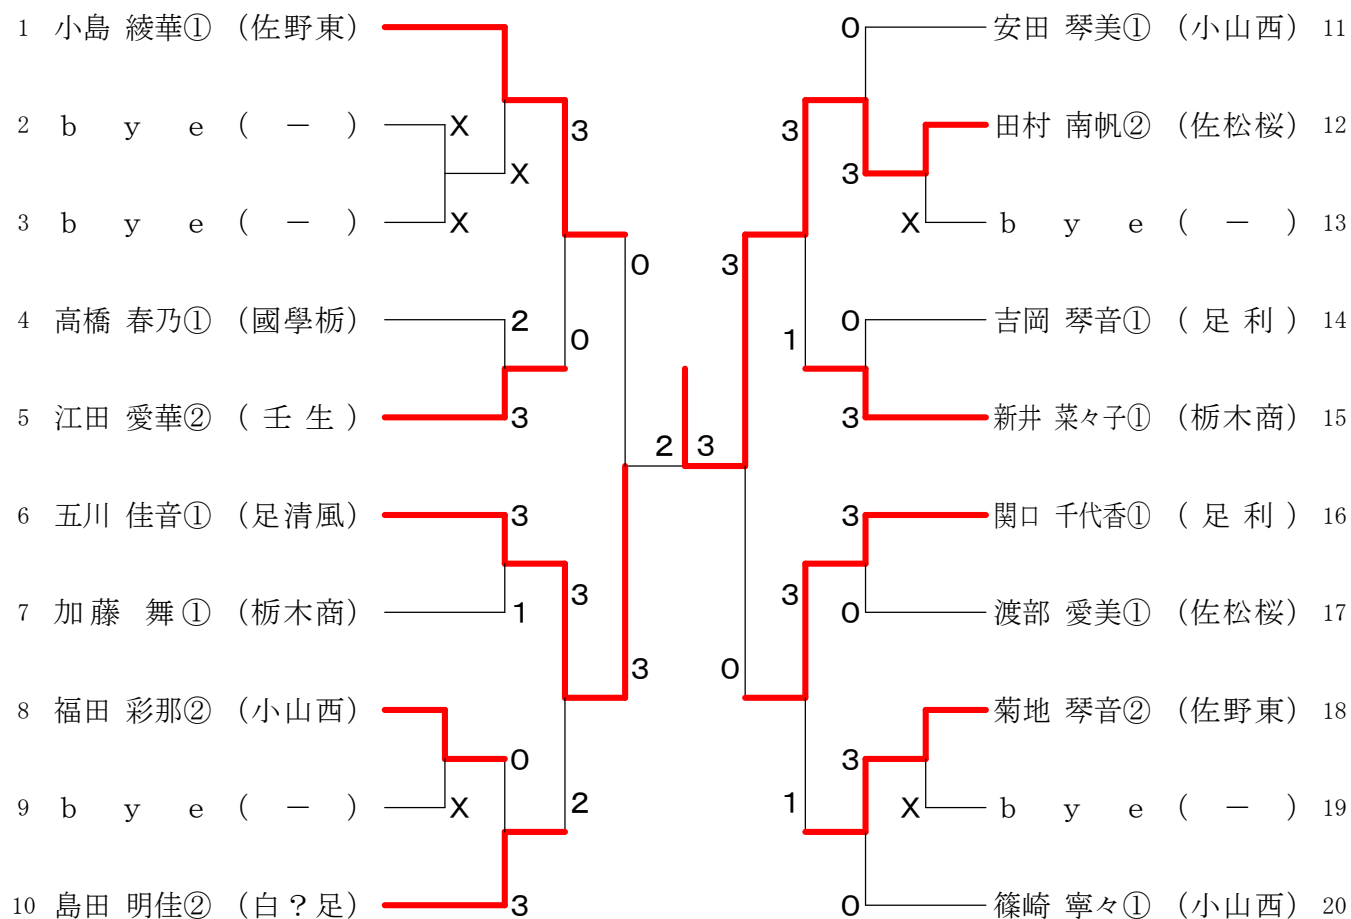 1 小島 綾華① (佐野東)
0
安田 琴美① (小山西) 11
2 b y e ( － )
X
3
3
田村 南帆② (佐松桜) 12
X
3
3 b y e ( － )
X
X
b y e ( － ) 13
0
3
4 高橋 春乃① (國學栃)
2
0
1
0
吉岡 琴音① (足利) 14
5 江田 愛華② (壬生)
3
3
新井 菜々子① (栃木商) 15
2 3
6 五川 佳音① (足清風)
3
3
関口 千代香① (足利) 16
3
3
7 加藤 舞① (栃木商)
1
0
渡部 愛美① (佐松桜) 17
3
0
8 福田 彩那② (小山西)
菊地 琴音② (佐野東) 18
0
3
9 b y e ( － )
X
2
1
X
b y e ( － ) 19
10 島田 明佳② (白？足)
3
0
篠崎 寧々① (小山西) 20